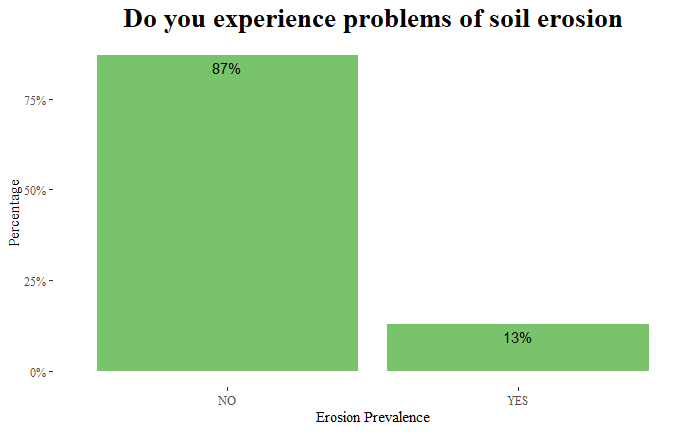 Do you experience problems of soil erosion
87%
75%
50%
Percentage
25%
13%
0%
NO
YES
Erosion Prevalence